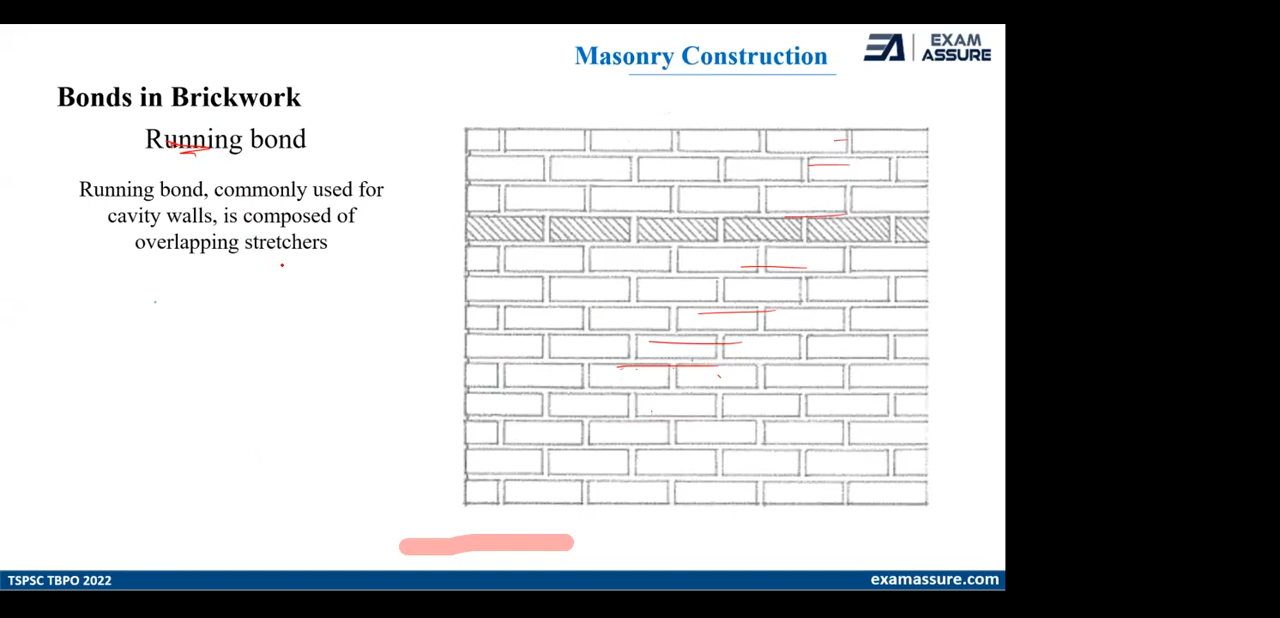 Masonry Construction
EXAM
ASSURE
Bonds in Brickwork
Running bond
Running bond, commonly used for
cavity walls, is composed of
overlapping stretchers
TSPSC TBPO 2022
examassure.com